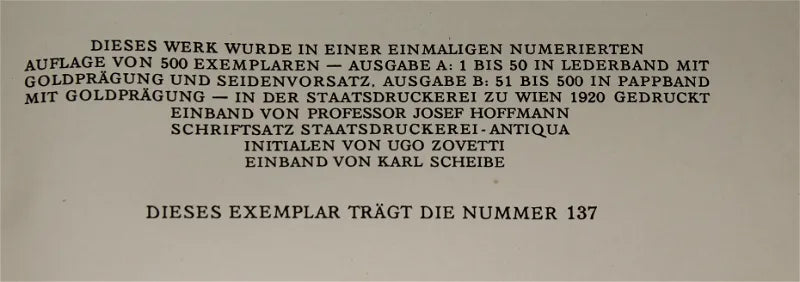 DIESES WERK WURDE IN EINER EINMALIGEN NUMERIERTEN
AUFLAGE VON 500 EXEMPLAREN — AUSGABE A: 1 BIS 50 IN LEDERBAND MIT
GOLDPRÄGUNG UND SEIDENVORSATZ, AUSGABE B: 51 BIS 500 IN PAPPBAND
MIT GOLDPRÄGUNG — IN DER STAATSDRUCKEREI ZU WIEN 1920 GEDRUCKT
EINBAND VON PROFESSOR JOSEF HOFFMANN
SCHRIFTSATZ STAATSDRUCKEREI-ANTIQUA
INITIALEN VON UGO ZOVETTI
EINBAND VON KARL SCHEIBE
DIESES EXEMPLAR TRÄGT DIE NUMMER 137